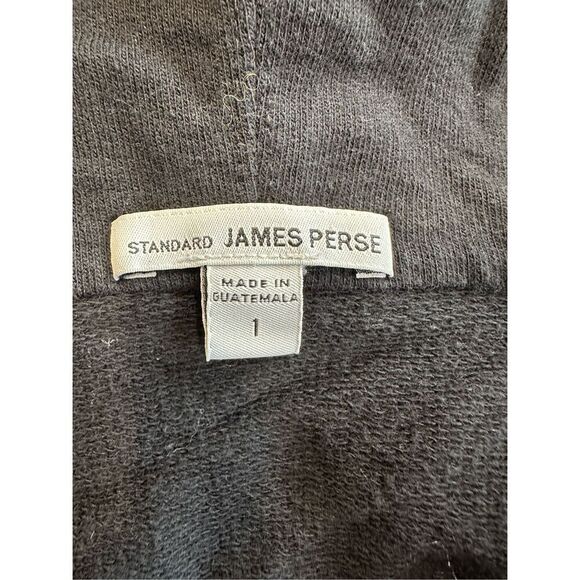 STANDARD JAMES PERSE
MADE IN
GUATEMALA
1